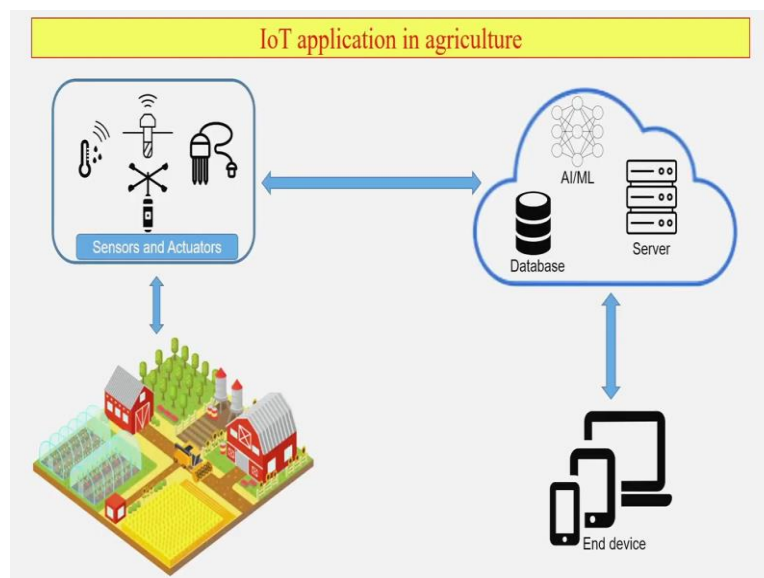 IoT application in agriculture
Sensors and Actuators
AI/ML
Database
Server
End device